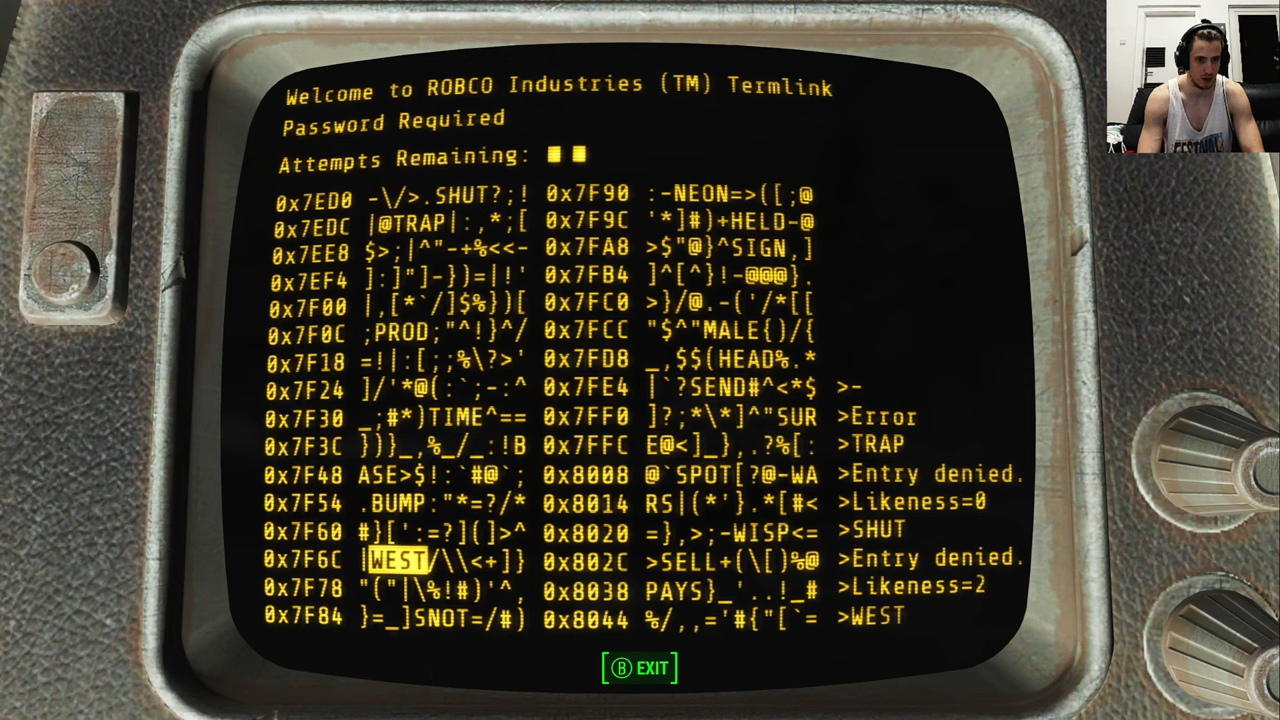 Welcome to ROBCO Industries (TM) Termlink
Password Required
Attempts Remaining: ■ ■
0x7ED0 -\/>.SHUT?;! 0x7F90 :-NEON=>([;@
0x7EDC |@TRAP|:,*;[ 0x7F9C '*]#)+HELD-@
0x7EE8 $>;|^"-+%<<- 0x7FA8 >$"@}^SIGN,]
0x7EF4 ]:]"]-})=|!' 0x7FB4 ]^[^}!-@@@}.
0x7F00 |,[*`/]$%})[ 0x7FC0 >}/@.-('/*[[
0x7F0C ;PROD;"^!}^/ 0x7FCC "$^"MALE{)/{
0x7F18 =!|:[;;%\?>' 0x7FD8 _,$$(HEAD%.*
0x7F24 ]/'*@(:`;-:^ 0x7FE4 |`?SEND#^<*$ >-
0x7F30 _;#*)TIME^== 0x7FF0 ]?;*\*]^"SUR >Error
0x7F3C }))}_,%_/_:!B 0x7FFC E@<]_},.?%[: >TRAP
0x7F48 ASE>$!:`#@`; 0x8008 @`SPOT[?@-WA >Entry denied.
0x7F54 .BUMP:"*=?/* 0x8014 RS|(*'}.*[#< >Likeness=0
0x7F60 #}[':=?](]>^ 0x8020 =},>;-WISP<= >SHUT
0x7F6C |WEST/\\<+]} 0x802C >SELL+(\[)%@ >Entry denied.
0x7F78 "("|\%!#)'^, 0x8038 PAYS}_'..!_# >Likeness=2
0x7F84 }=_]SNOT=/#) 0x8044 %/,,='#{"[`= >WEST
Ⓑ EXIT